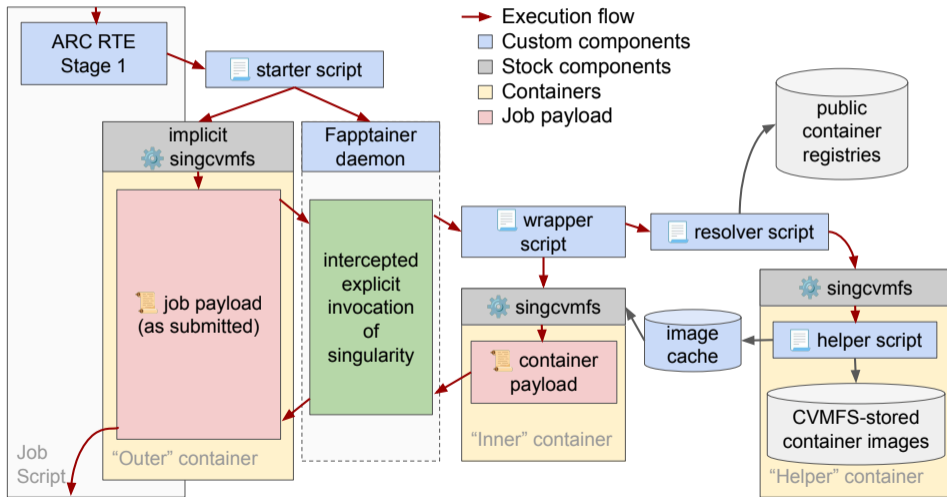 ARC RTE
Stage 1
starter script
Execution flow
Custom components
Stock components
Containers
Job payload
public
container
registries
implicit
singcvmfs
Fapptainer
daemon
wrapper
script
resolver script
job payload
(as submitted)
intercepted
explicit
invocation
of
singularity
singcvmfs
container
payload
image
cache
singcvmfs
helper script
CVMFS-stored
container images
Job
Script
“Outer” container
“Inner” container
“Helper” container